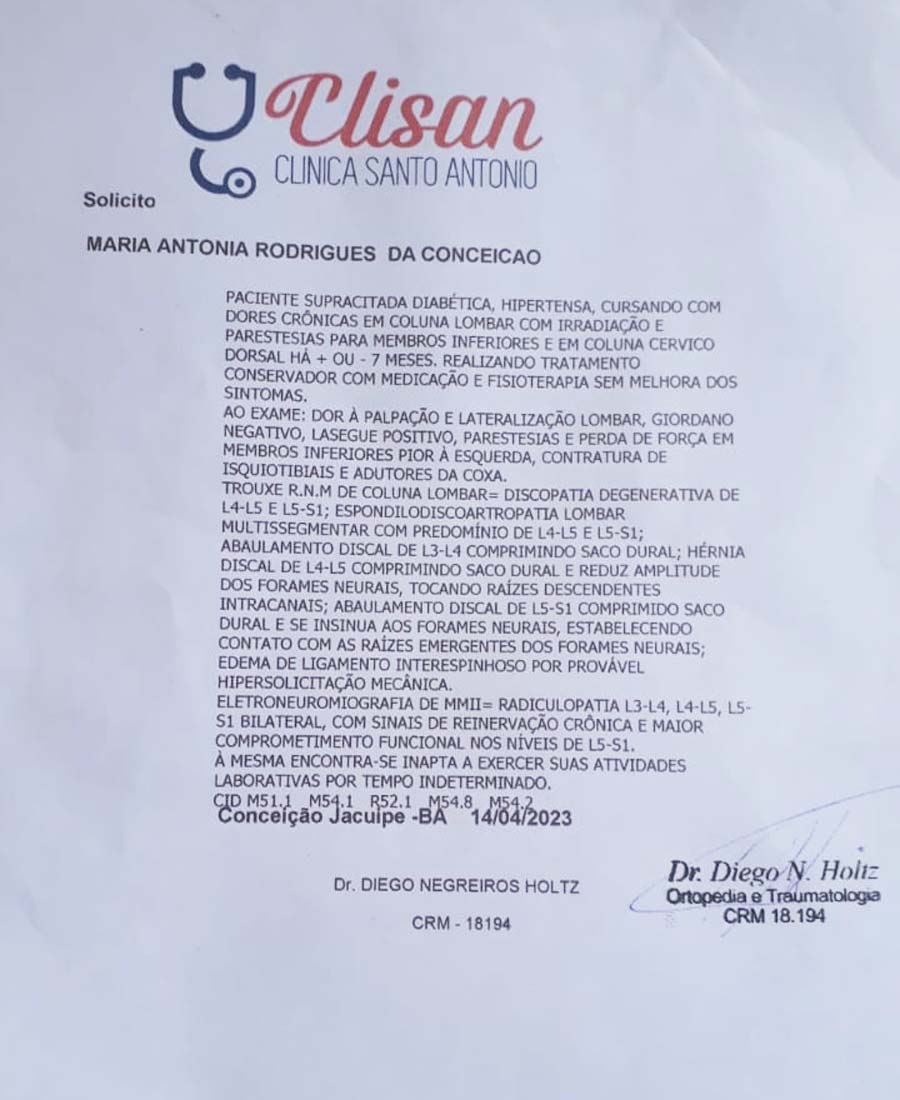 Clisan
CLINICA SANTO ANTONIO
Solicito
MARIA ANTONIA RODRIGUES DA CONCEICAO
PACIENTE SUPRACITADA DIABÉTICA, HIPERTENSA, CURSANDO COM
DORES CRÔNICAS EM COLUNA LOMBAR COM IRRADIAÇÃO E
PARESTESIAS PARA MEMBROS INFERIORES E EM COLUNA CERVICO
DORSAL HÁ + OU - 7 MESES. REALIZANDO TRATAMENTO
CONSERVADOR COM MEDICAÇÃO E FISIOTERAPIA SEM MELHORA DOS
SINTOMAS.
AO EXAME: DOR À PALPAÇÃO E LATERALIZAÇÃO LOMBAR, GIORDANO
NEGATIVO, LASEGUE POSITIVO, PARESTESIAS E PERDA DE FORÇA EM
MEMBROS INFERIORES PIOR À ESQUERDA, CONTRATURA DE
ISQUIOTIBIAIS E ADUTORES DA COXA.
TROUXE R.N.M DE COLUNA LOMBAR= DISCOPATIA DEGENERATIVA DE
L4-L5 E L5-S1; ESPONDILODISCOARTROPATIA LOMBAR
MULTISSEGMENTAR COM PREDOMÍNIO DE L4-L5 E L5-S1;
ABAULAMENTO DISCAL DE L3-L4 COMPRIMINDO SACO DURAL; HÉRNIA
DISCAL DE L4-L5 COMPRIMINDO SACO DURAL E REDUZ AMPLITUDE
DOS FORAMES NEURAIS, TOCANDO RAÍZES DESCENDENTES
INTRACANAIS; ABAULAMENTO DISCAL DE L5-S1 COMPRIMIDO SACO
DURAL E SE INSINUA AOS FORAMES NEURAIS, ESTABELECENDO
CONTATO COM AS RAÍZES EMERGENTES DOS FORAMES NEURAIS;
EDEMA DE LIGAMENTO INTERESPINHOSO POR PROVÁVEL
HIPERSOLICITAÇÃO MECÂNICA.
ELETRONEUROMIOGRAFIA DE MMII= RADICULOPATIA L3-L4, L4-L5, L5-
S1 BILATERAL, COM SINAIS DE REINERVAÇÃO CRÔNICA E MAIOR
COMPROMETIMENTO FUNCIONAL NOS NÍVEIS DE L5-S1.
À MESMA ENCONTRA-SE INAPTA A EXERCER SUAS ATIVIDADES
LABORATIVAS POR TEMPO INDETERMINADO.
CID M51.1 M54.1 R52.1 M54.8 M54.2
Conceição Jacuipe -BA 14/04/2023
Dr. Diego N. Holtz
Ortopedia e Traumatologia
CRM 18.194
Dr. DIEGO NEGREIROS HOLTZ
CRM - 18194